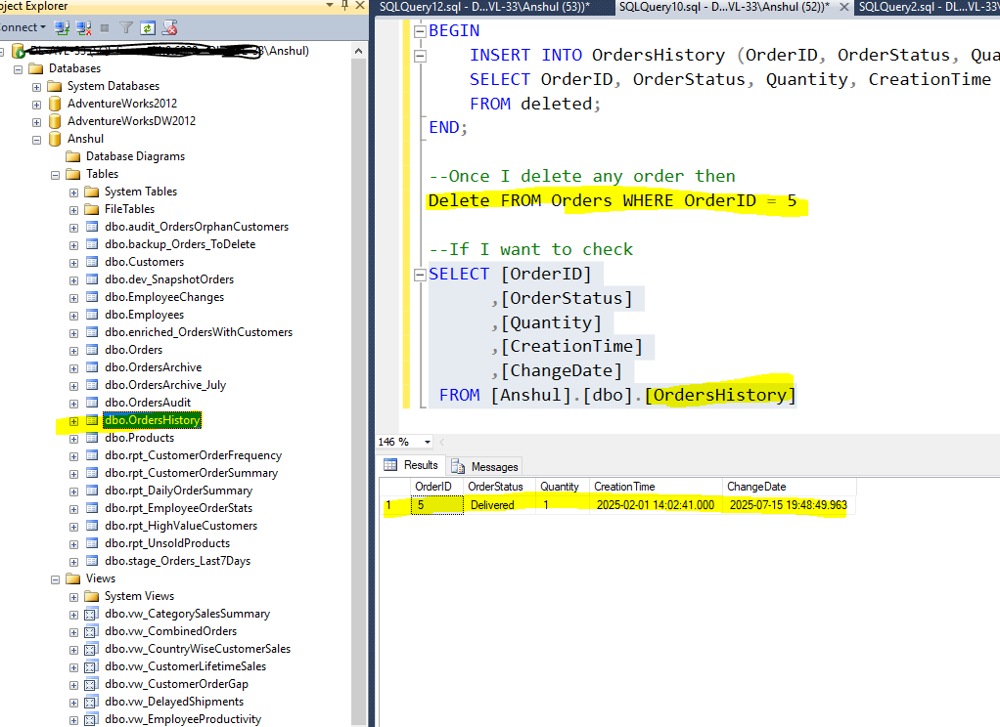 oject Explorer
onnect
33\Anshul)
Databases
System Databases
AdventureWorks2012
AdventureWorksDW2012
Anshul
Database Diagrams
Tables
System Tables
FileTables
dbo.audit_OrdersOrphanCustomers
dbo.backup_Orders_ToDelete
dbo.Customers
dbo.dev_SnapshotOrders
dbo.EmployeeChanges
dbo.Employees
dbo.enriched_OrdersWithCustomers
dbo.Orders
dbo.OrdersArchive
dbo.OrdersArchive_July
dbo.OrdersAudit
dbo.OrdersHistory
dbo.Products
dbo.rpt_CustomerOrderFrequency
dbo.rpt_CustomerOrderSummary
dbo.rpt_DailyOrderSummary
dbo.rpt_EmployeeOrderStats
dbo.rpt_HighValueCustomers
dbo.rpt_UnsoldProducts
dbo.stage_Orders_Last7Days
Views
System Views
dbo.vw_CategorySalesSummary
dbo.vw_CombinedOrders
dbo.vw_CountryWiseCustomerSales
dbo.vw_CustomerLifetimeSales
dbo.vw_CustomerOrderGap
dbo.vw_DelayedShipments
dbo.vw_EmployeeProductivity
SQLQuery12.sql - D...VL-33\Anshul (53))* SQLQuery10.sql - D...VL-33\Anshul (52))* SQLQuery2.sql - DL...VL-33\
BEGIN
INSERT INTO OrdersHistory (OrderID, OrderStatus, Qua
SELECT OrderID, OrderStatus, Quantity, CreationTime
FROM deleted;
END;
--Once I delete any order then
Delete FROM Orders WHERE OrderID = 5
--If I want to check
SELECT [OrderID]
,[OrderStatus]
,[Quantity]
,[CreationTime]
,[ChangeDate]
FROM [Anshul].[dbo].[OrdersHistory]
146 %
Results Messages
OrderID OrderStatus Quantity CreationTime ChangeDate
1 5 Delivered 1 2025-02-01 14:02:41.000 2025-07-15 19:48:49.963